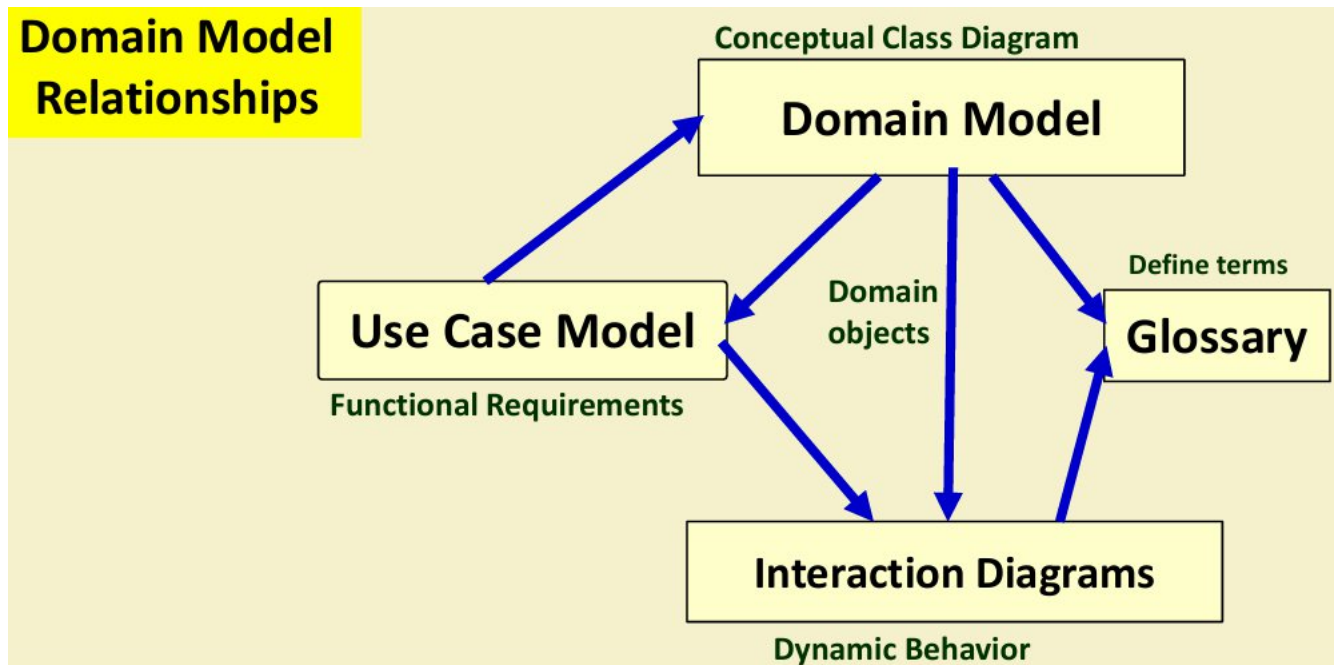 Domain Model
Relationships
Conceptual Class Diagram
Domain Model
Define terms
Domain
objects
Use Case Model
Glossary
Functional Requirements
Interaction Diagrams
Dynamic Behavior